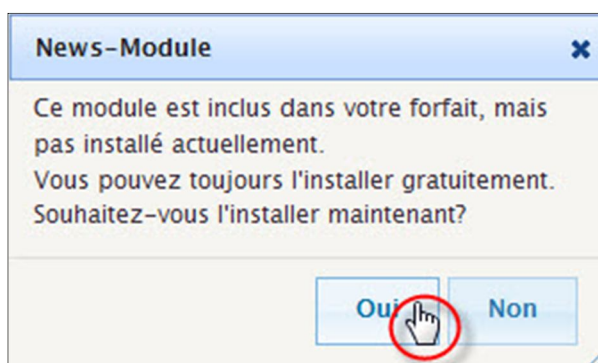 News-Module
Ce module est inclus dans votre forfait, mais
pas installé actuellement.
Vous pouvez toujours l'installer gratuitement.
Souhaitez-vous l'installer maintenant?
Oui
Non